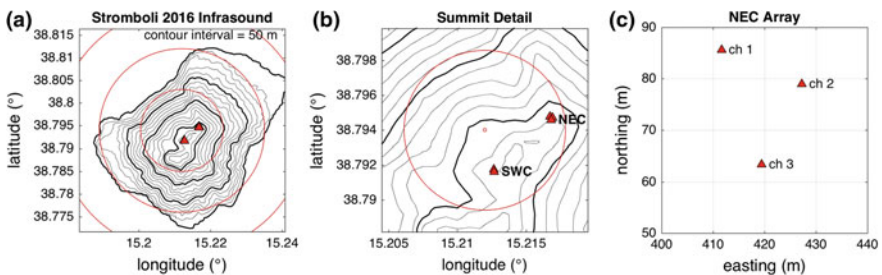 (a) Stromboli 2016 Infrasound
contour interval = 50 m
38.815
38.81
38.805
38.8
38.795
38.79
38.785
38.78
38.775
latitude (°)
15.2 15.22 15.24
longitude (°)
(b) Summit Detail
38.798
38.796
38.794
38.792
38.79
latitude (°)
NEC
SWC
15.205 15.21 15.215
longitude (°)
(c) NEC Array
90
80
70
60
50
northing (m)
ch 1
ch 2
ch 3
400 410 420 430 440
easting (m)